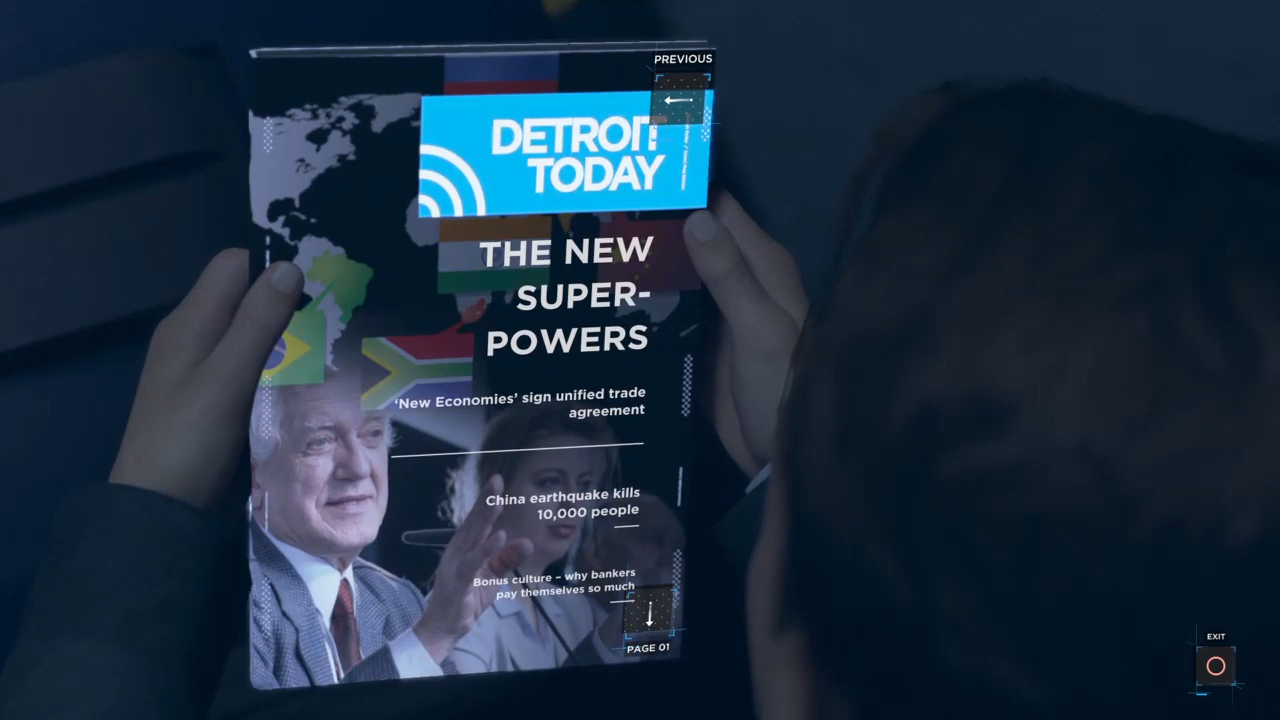 PREVIOUS
DETROIT
TODAY
THE NEW
SUPER-
POWERS
'New Economies' sign unified trade
agreement
China earthquake kills
10,000 people
Bonus culture – why bankers
pay themselves so much
PAGE 01
EXIT